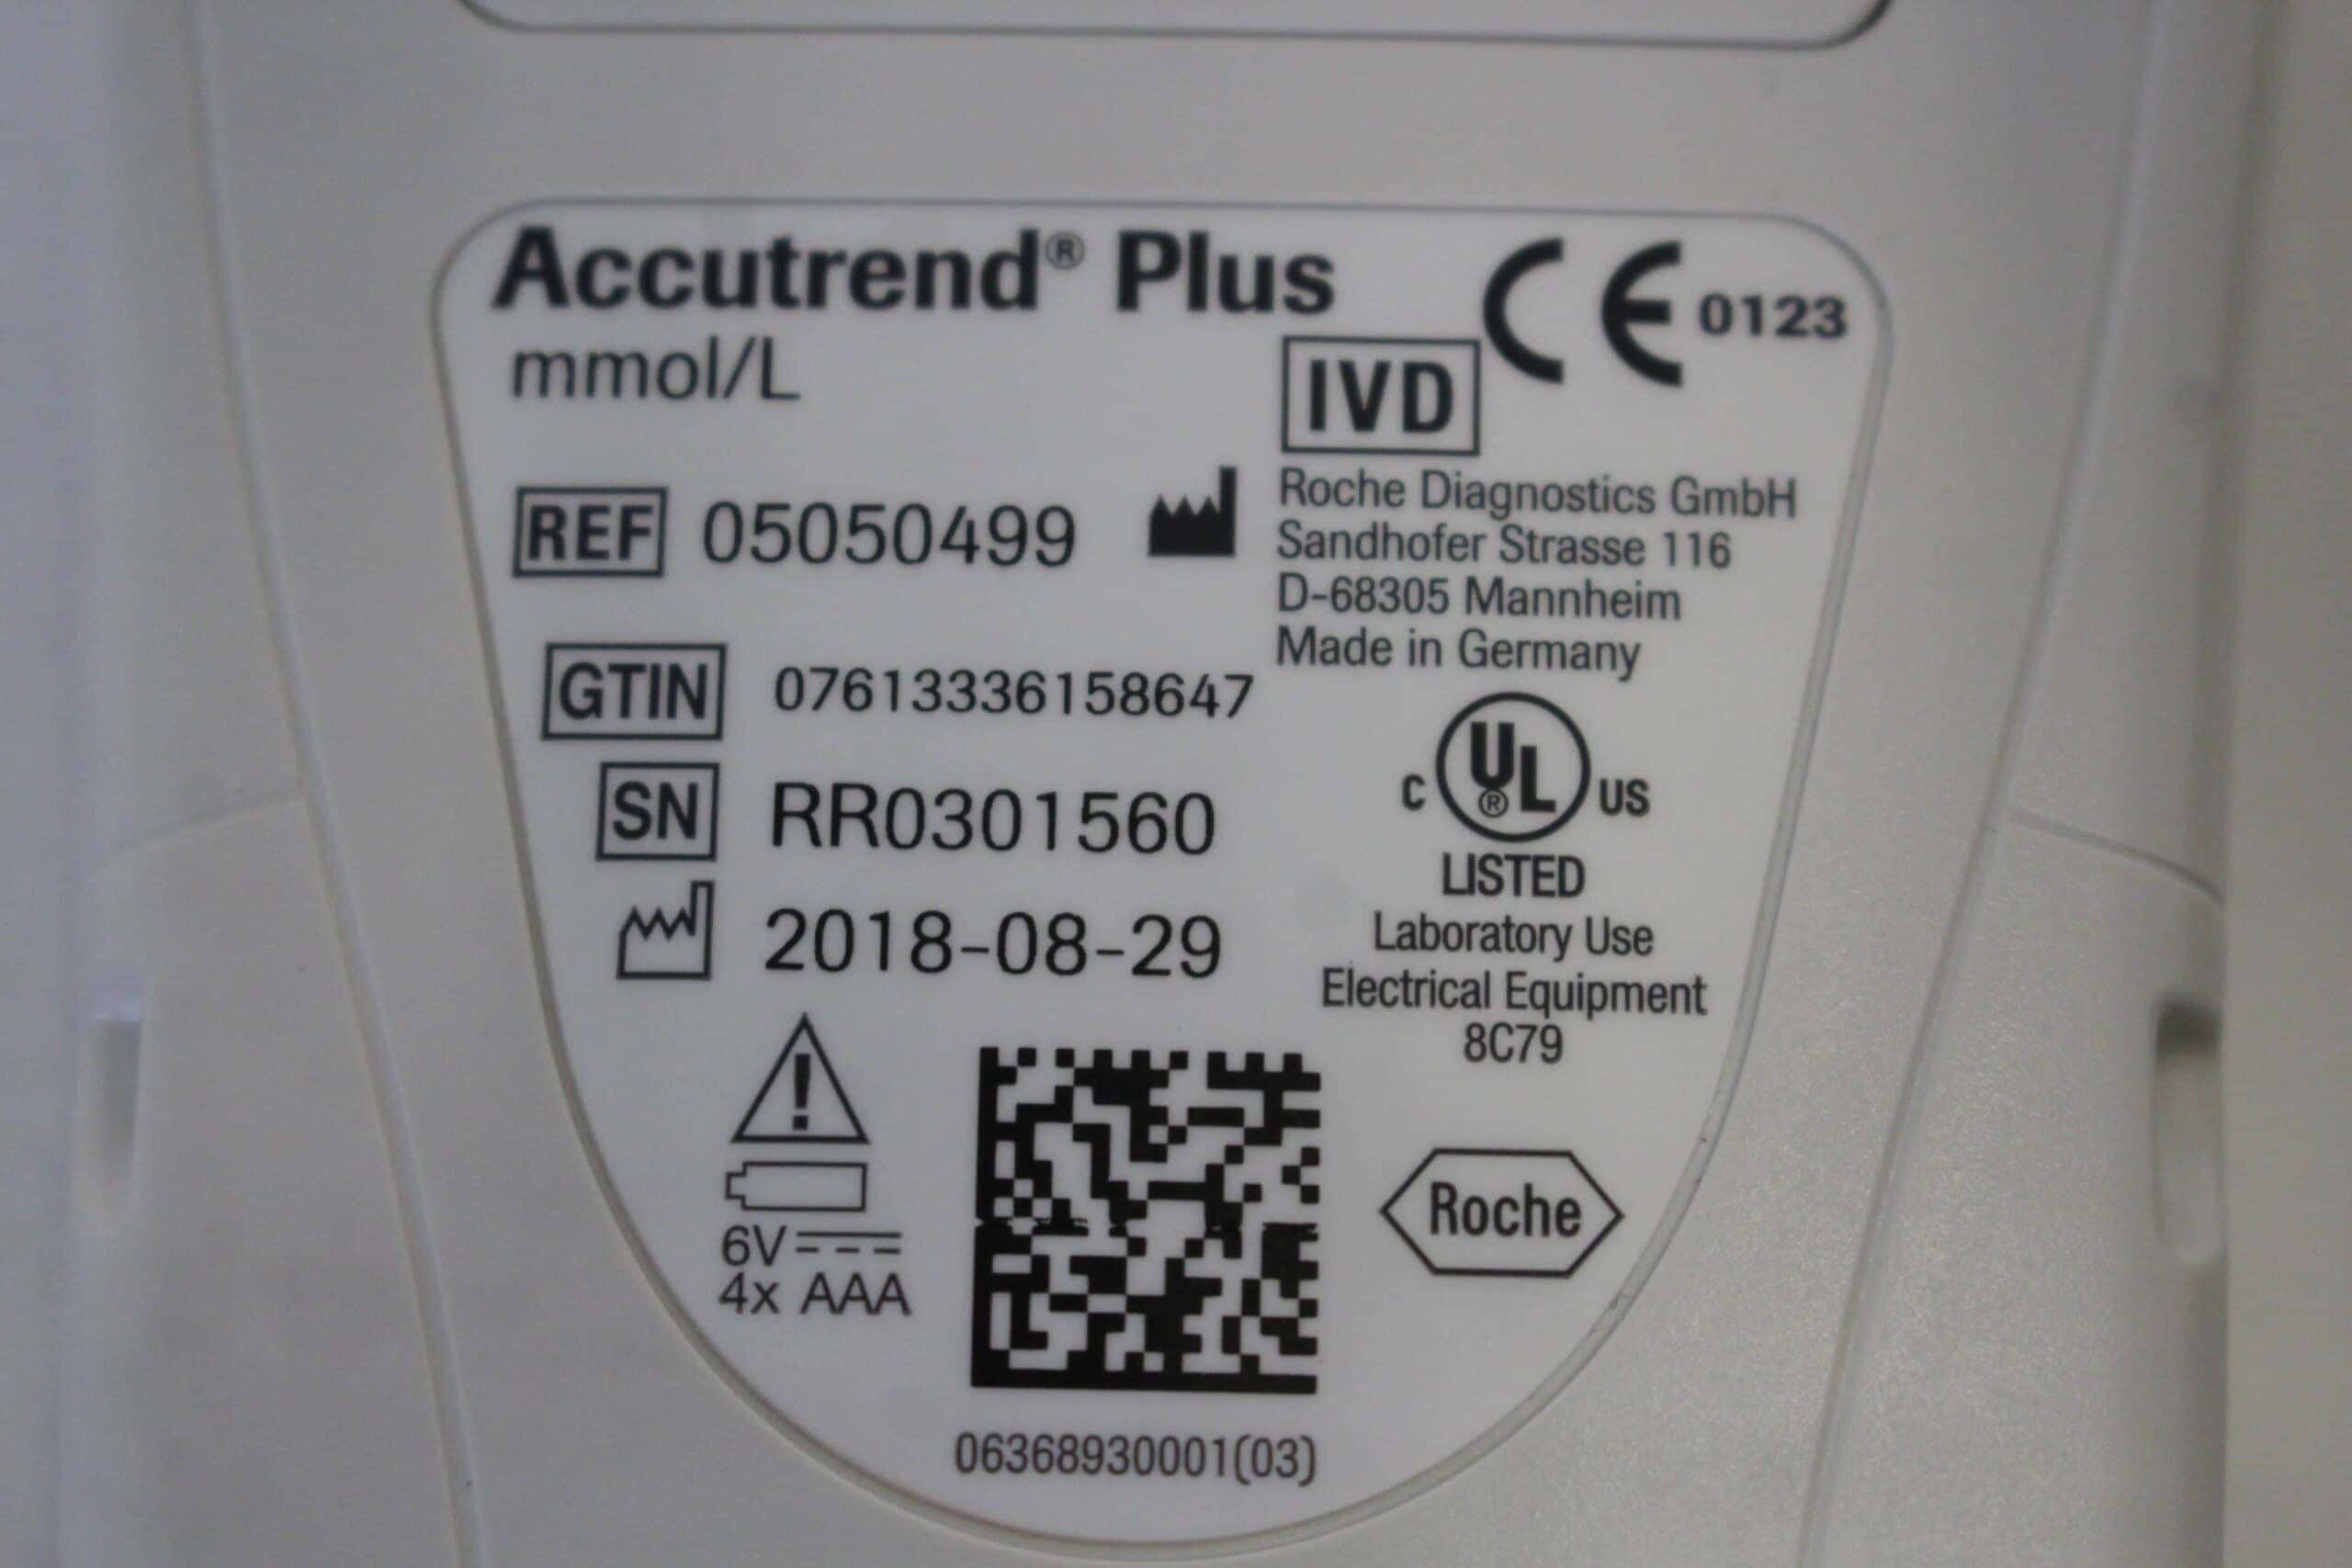 Accutrend® Plus
mmol/L
CE 0123
IVD
REF 05050499
Roche Diagnostics GmbH
Sandhofer Strasse 116
D-68305 Mannheim
Made in Germany
GTIN 07613336158647
SN RR0301560
2018-08-29
C UL® US
LISTED
Laboratory Use
Electrical Equipment
8C79
!
6V
4x AAA
Roche
06368930001(03)